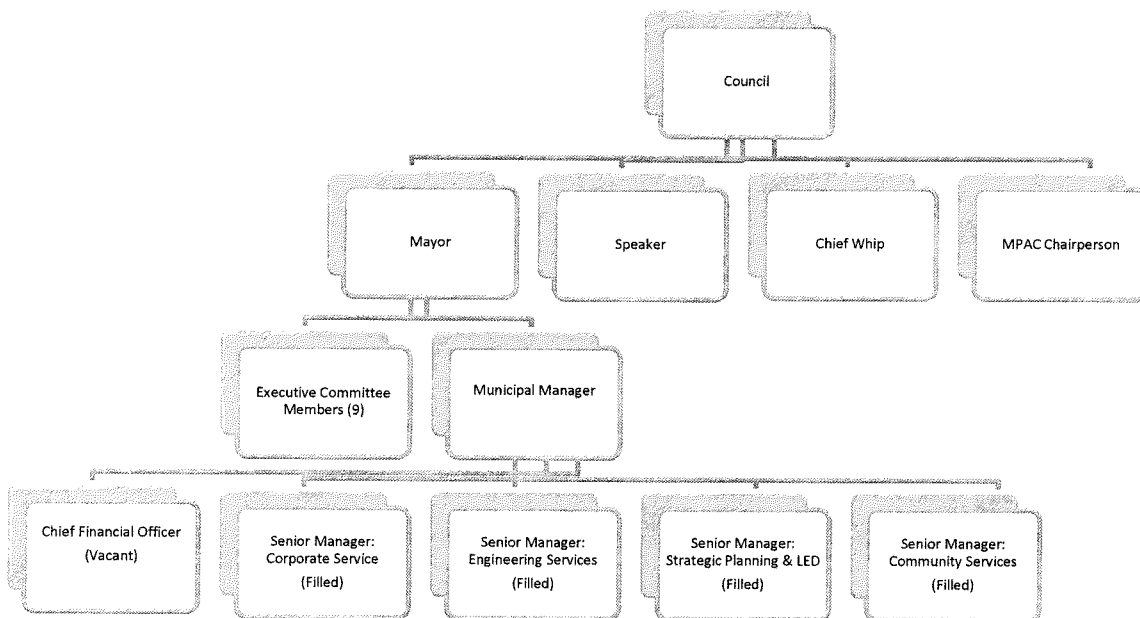 Council
Mayor
Speaker
Chief Whip
MPAC Chairperson
Executive Committee
Members (9)
Municipal Manager
Chief Financial Officer
(Vacant)
Senior Manager:
Corporate Service
(Filled)
Senior Manager:
Engineering Services
(Filled)
Senior Manager:
Strategic Planning & LED
(Filled)
Senior Manager:
Community Services
(Filled)